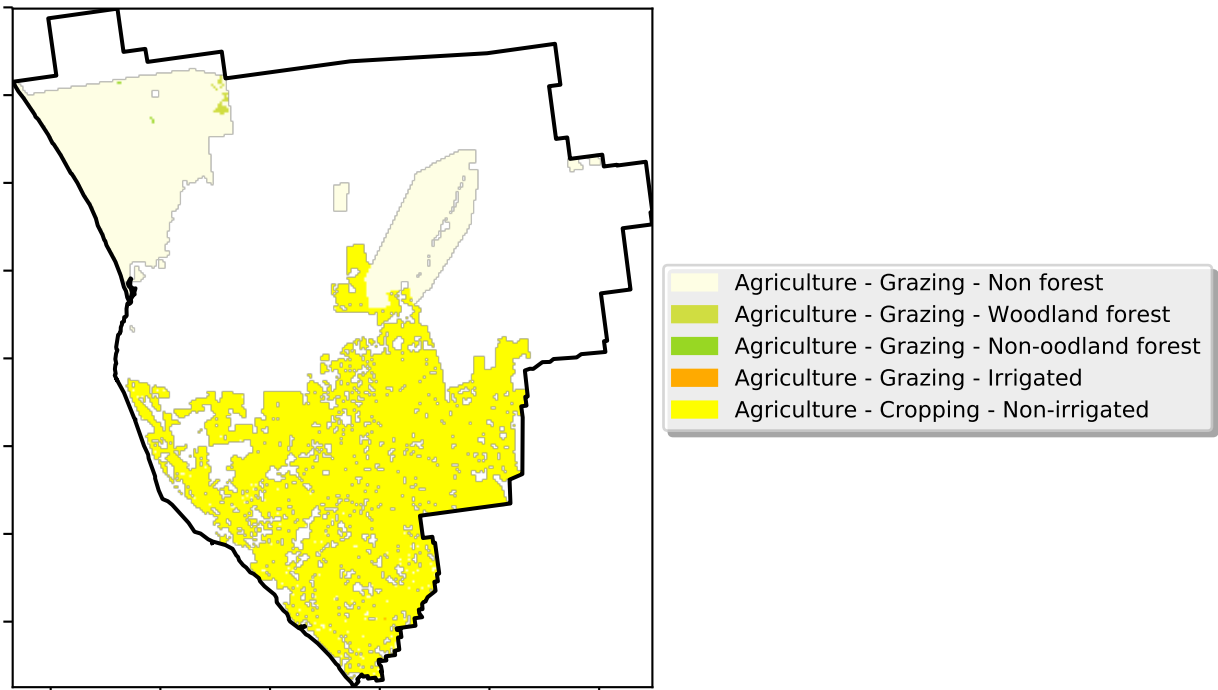 Agriculture - Grazing - Non forest
Agriculture - Grazing - Woodland forest
Agriculture - Grazing - Non-oodland forest
Agriculture - Grazing - Irrigated
Agriculture - Cropping - Non-irrigated